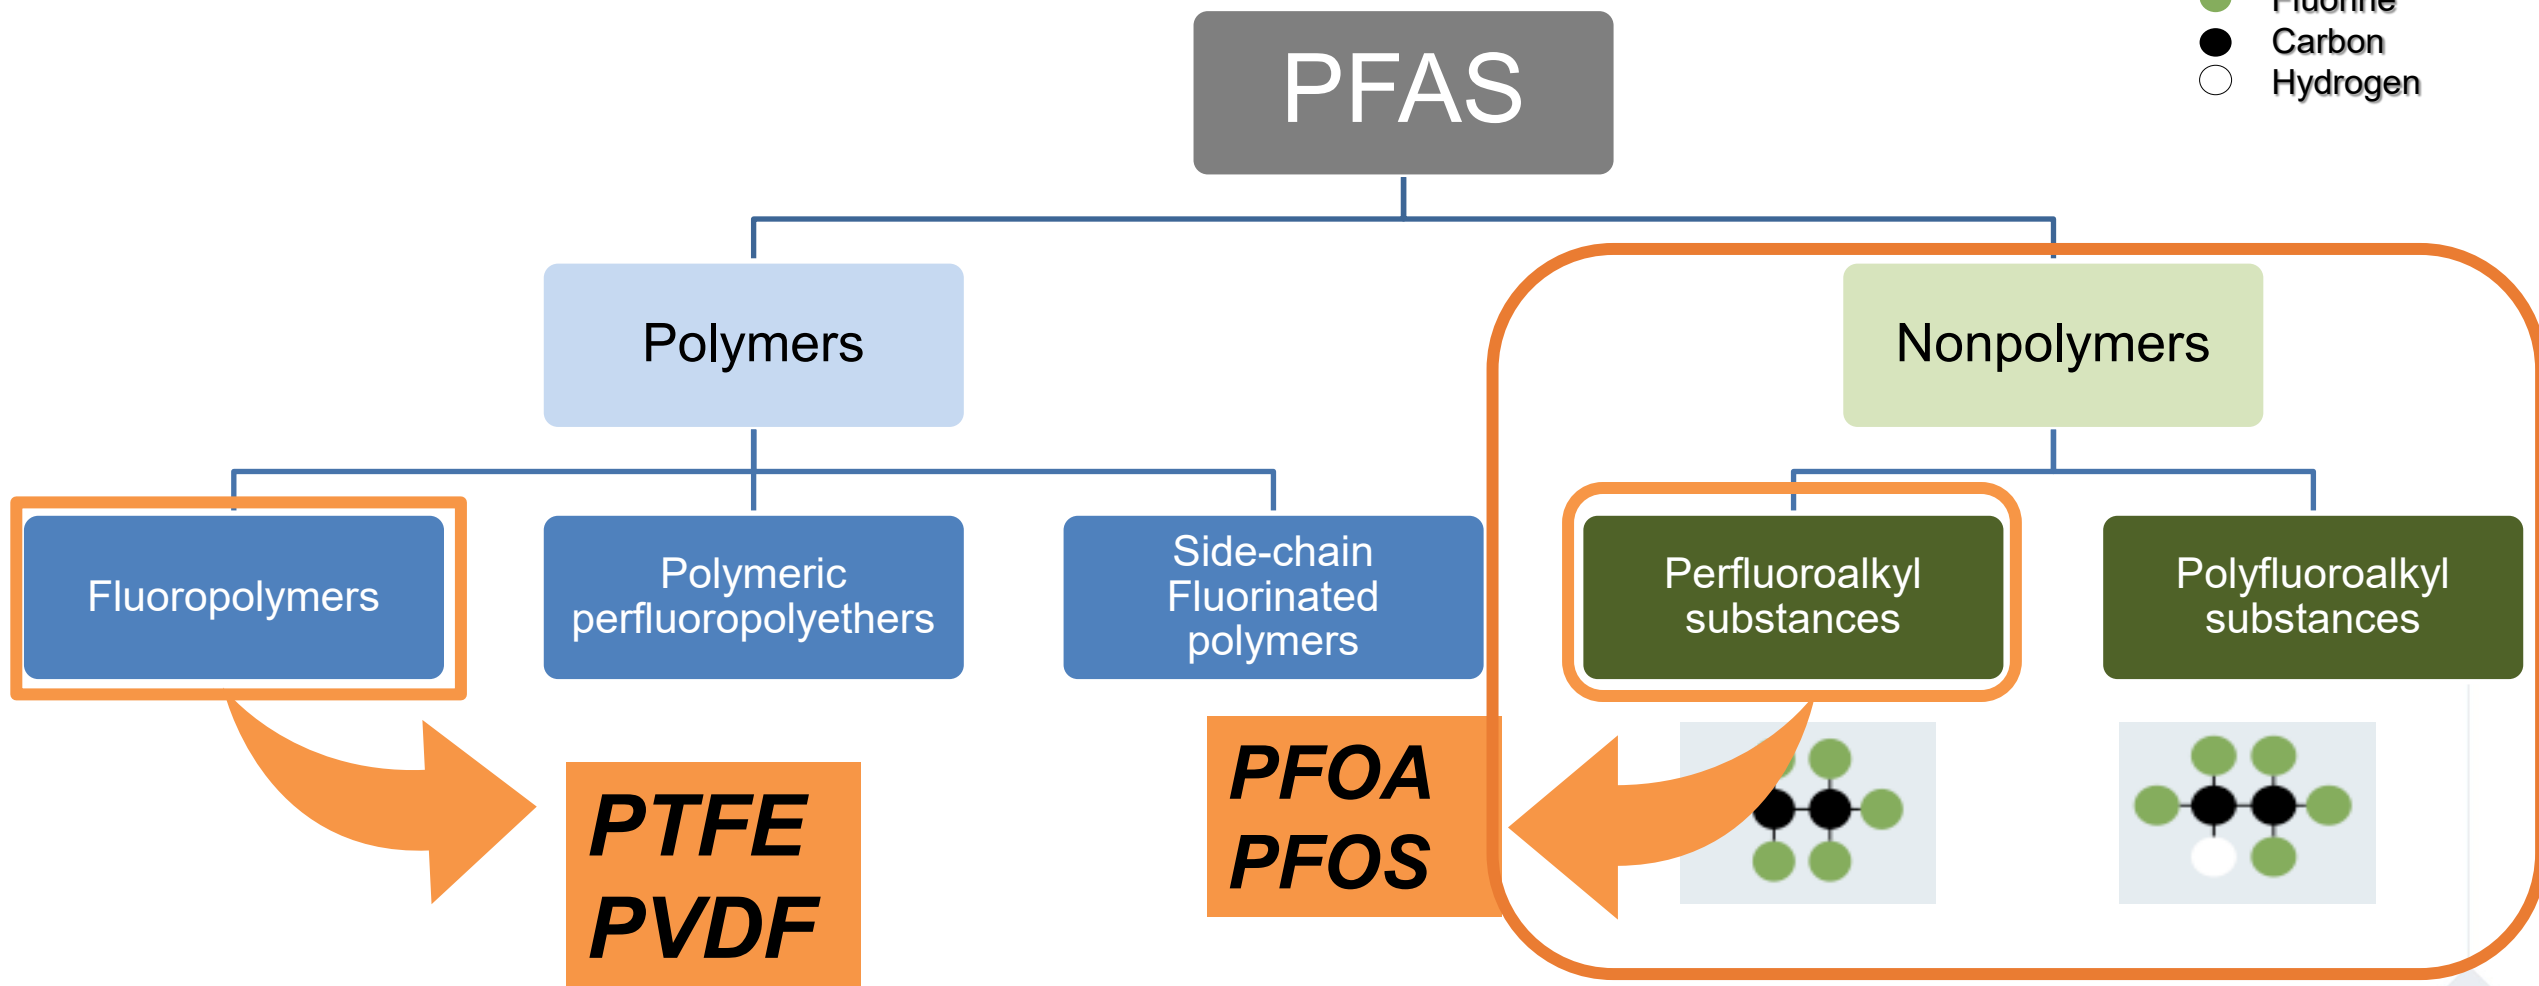 Fluorine
Carbon
Hydrogen
PFAS
Polymers
Nonpolymers
Fluoropolymers
Polymeric
perfluoropolyethers
Side-chain
Fluorinated
polymers
Perfluoroalkyl
substances
Polyfluoroalkyl
substances
PTFE
PVDF
PFOA
PFOS